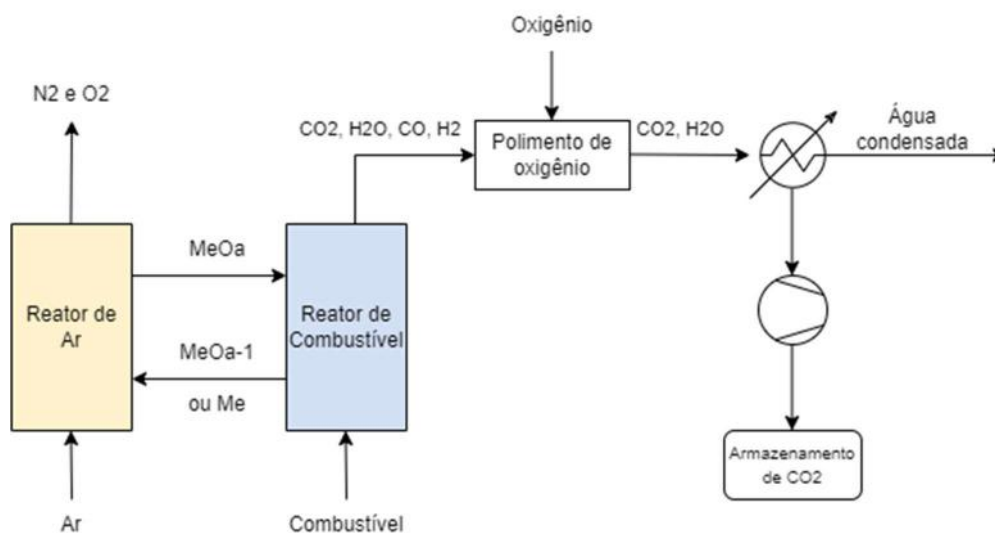 Oxigênio
N2 e O2
CO2, H2O, CO, H2
Polimento de
oxigênio
CO2, H2O
Água
condensada
MeOa
Reator de
Ar
Reator de
Combustível
MeOa-1
ou Me
Armazenamento
de CO2
Ar
Combustível